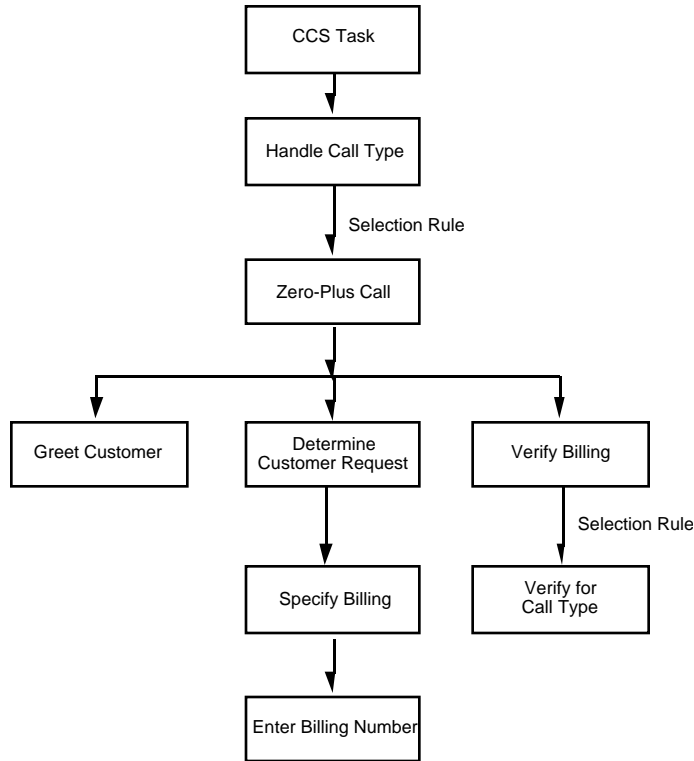 CCS Task
Handle Call Type
Selection Rule
Zero-Plus Call
Greet Customer
Determine
Customer Request
Verify Billing
Selection Rule
Specify Billing
Verify for
Call Type
Enter Billing Number